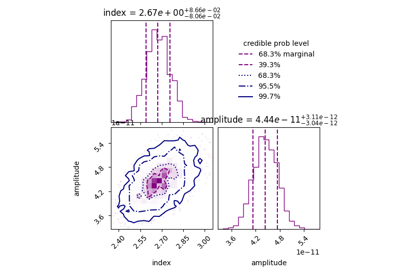 index = 2.67e+00 +8.66e−02 −8.06e−02
credible prob level
68.3% marginal
39.3%
68.3%
95.5%
99.7%
1e−11
amplitude = 4.44e−11 +3.11e−12 −3.04e−12
amplitude
5.4
4.8
4.2
3.6
2.40 2.55 2.70 2.85 3.00
index
3.6 4.2 4.8 5.4
1e−11
amplitude